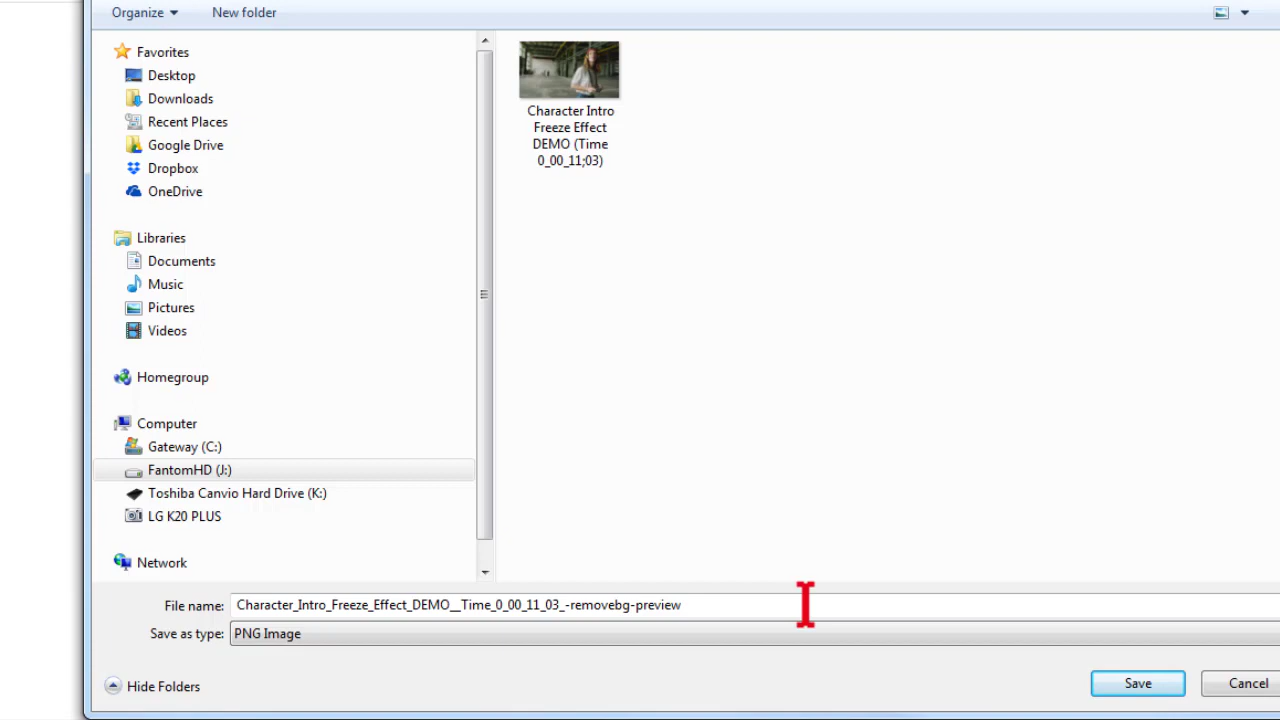 Organize
New folder
Favorites
Desktop
Downloads
Recent Places
Google Drive
Dropbox
OneDrive
Libraries
Documents
Music
Pictures
Videos
Homegroup
Computer
Gateway (C:)
FantomHD (J:)
Toshiba Canvio Hard Drive (K:)
LG K20 PLUS
Network
Character Intro
Freeze Effect
DEMO (Time
0_00_11;03)
File name: Character_Intro_Freeze_Effect_DEMO__Time_0_00_11_03_-removebg-preview
Save as type: PNG Image
Hide Folders
Save
Cancel